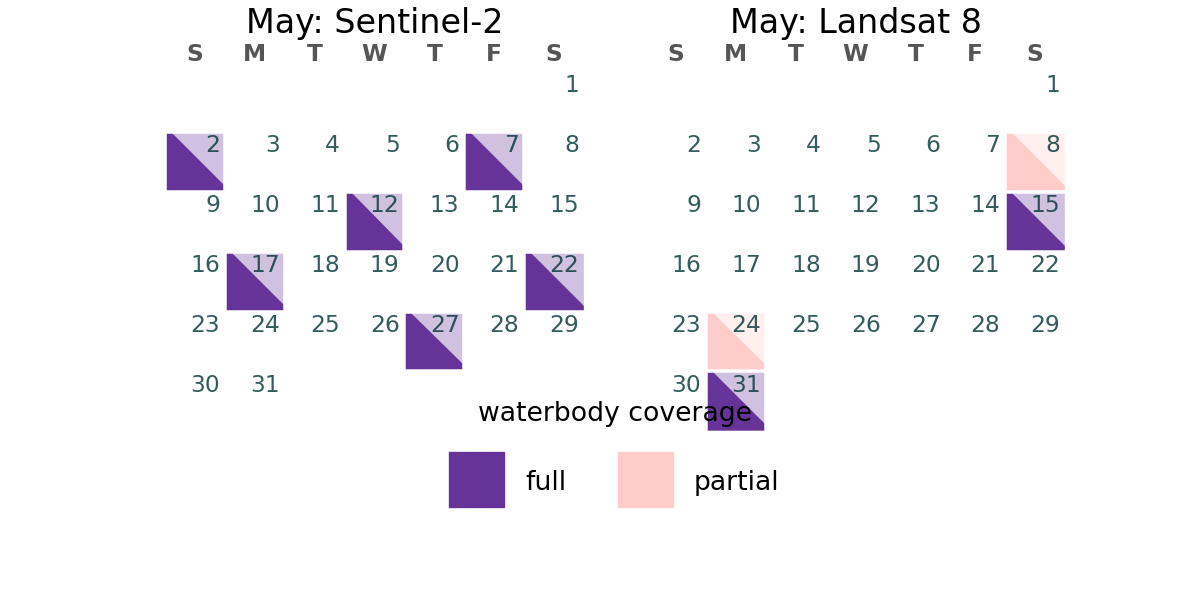 May: Sentinel-2
S M T W T F S
1
2 3 4 5 6 7 8
9 10 11 12 13 14 15
16 17 18 19 20 21 22
23 24 25 26 27 28 29
30 31
May: Landsat 8
S M T W T F S
1
2 3 4 5 6 7 8
9 10 11 12 13 14 15
16 17 18 19 20 21 22
23 24 25 26 27 28 29
30 31
waterbody coverage
full partial